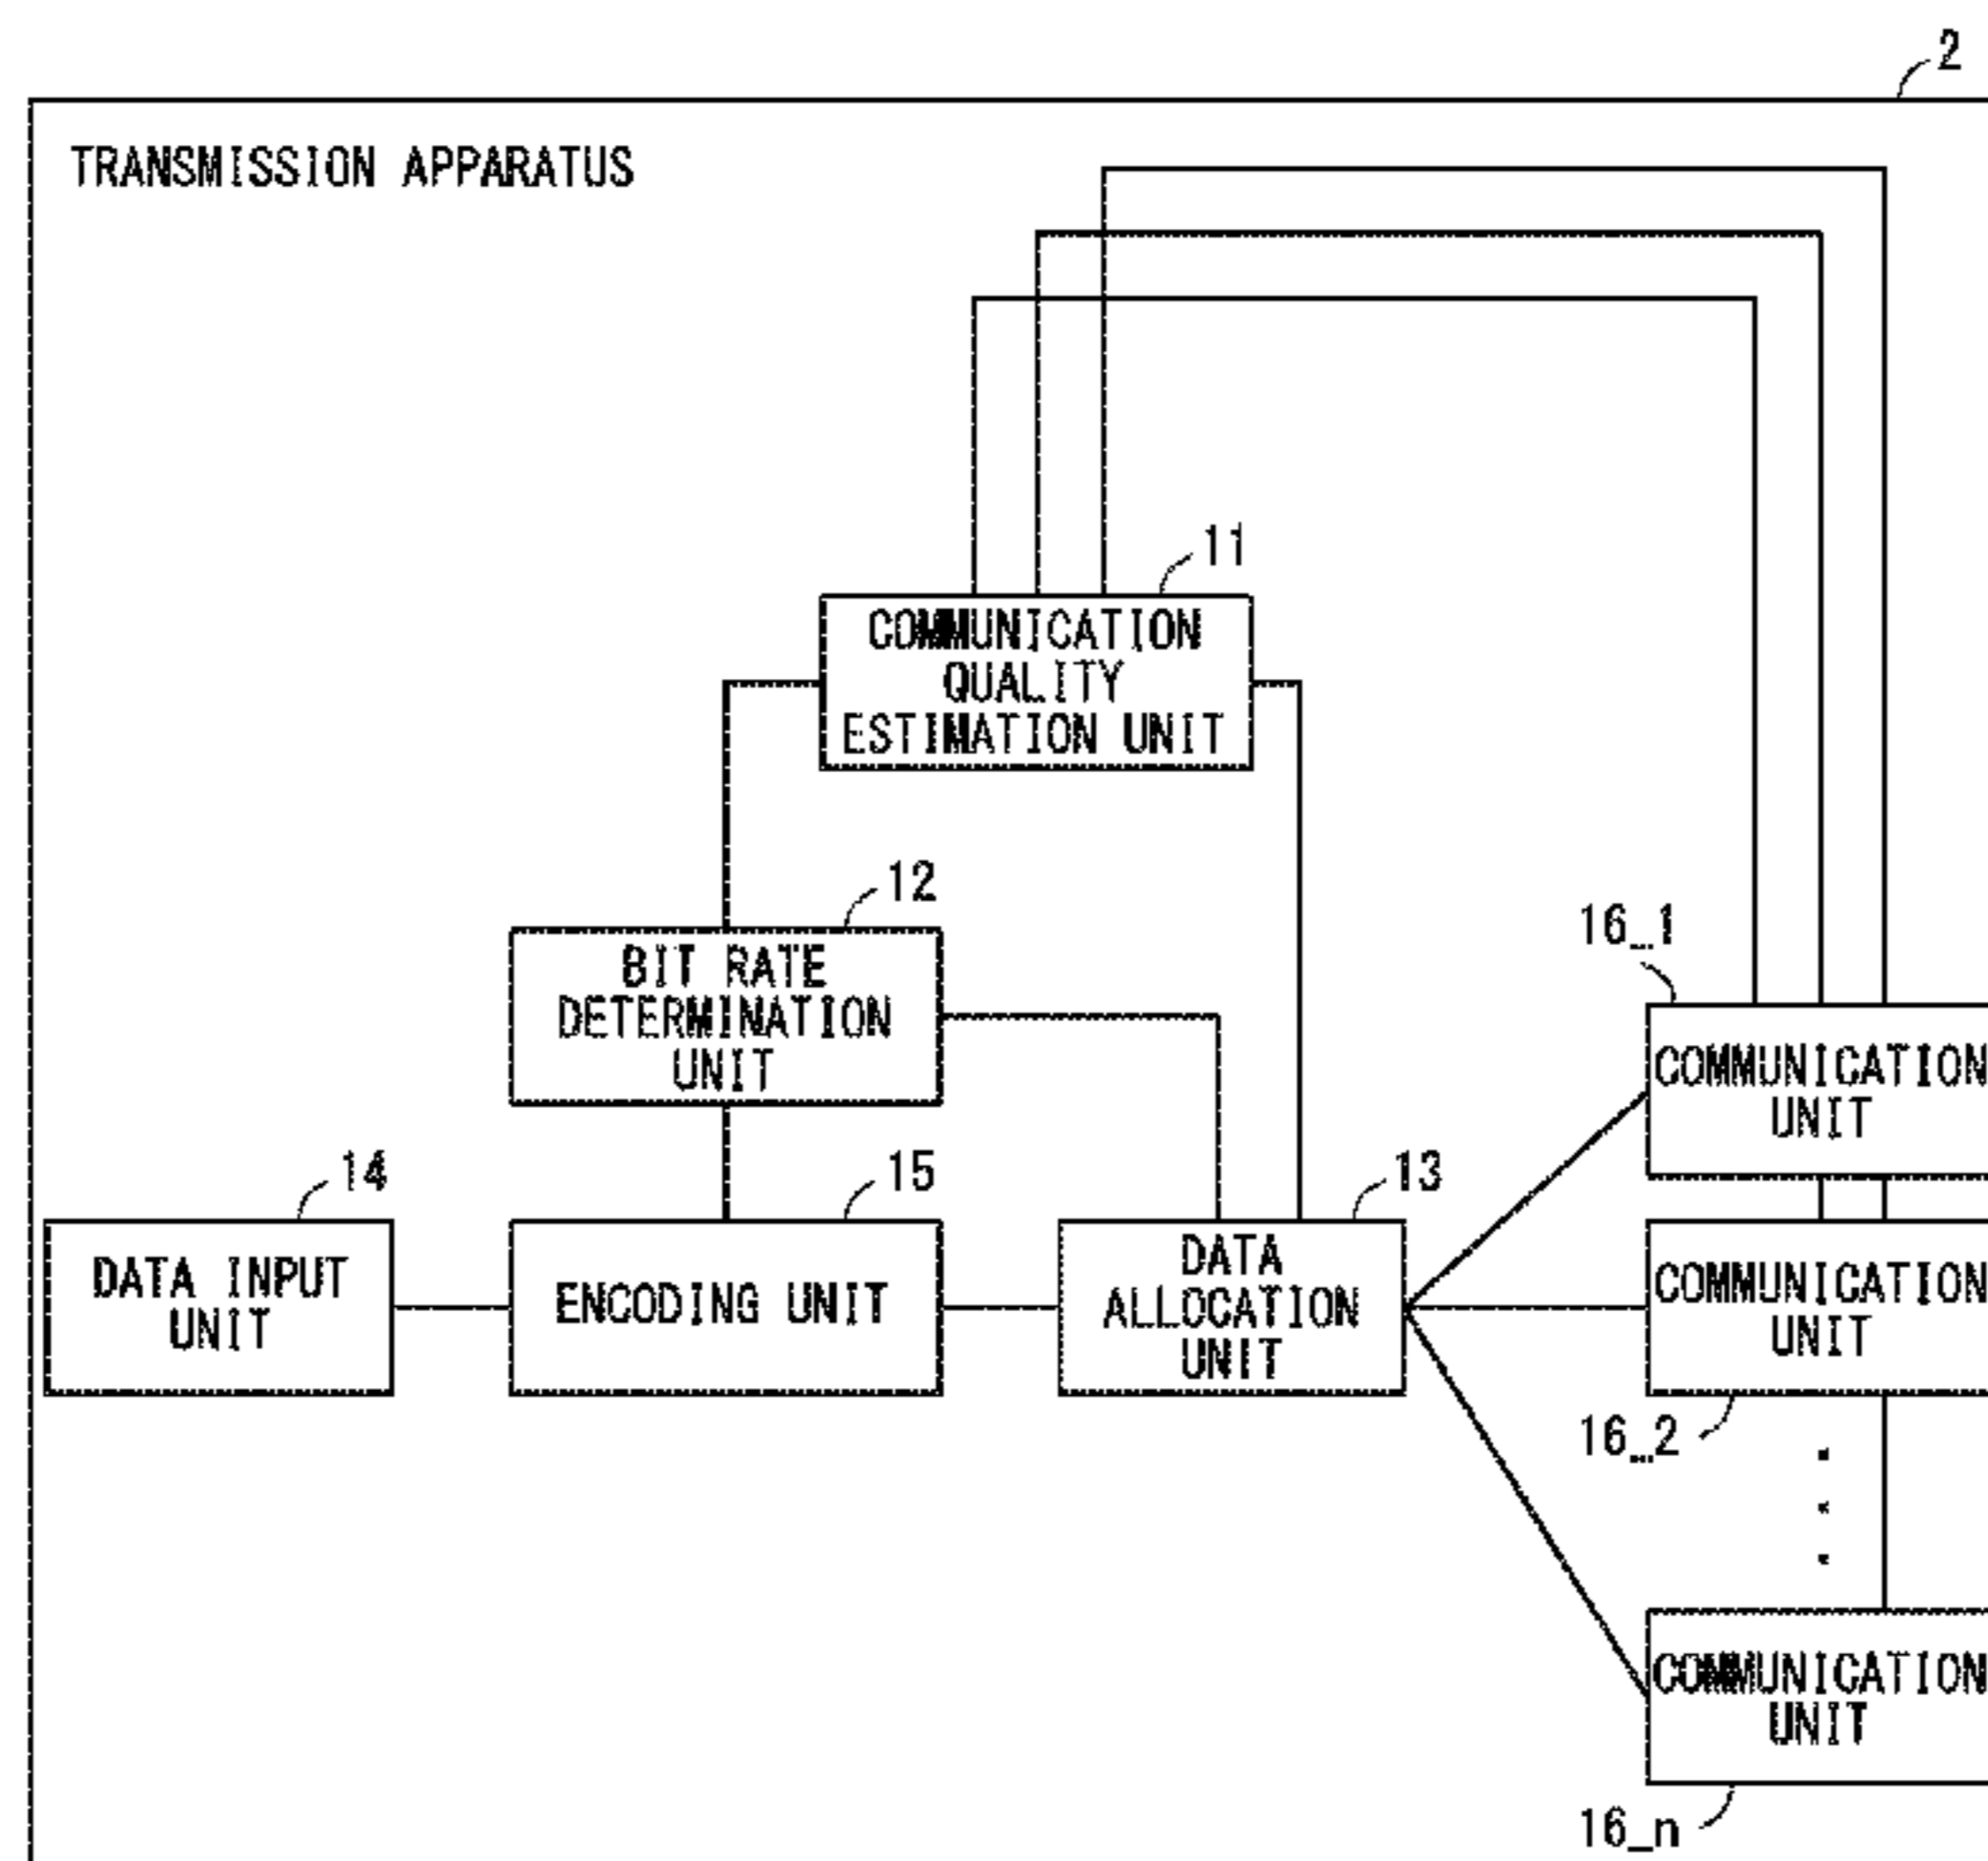 2
TRANSMISSION APPARATUS
11
COMMUNICATION
QUALITY
ESTIMATION UNIT
12
BIT RATE
DETERMINATION
UNIT
16_1
COMMUNICATION
UNIT
14
DATA INPUT
UNIT
15
ENCODING UNIT
13
DATA
ALLOCATION
UNIT
COMMUNICATION
UNIT
16_2
COMMUNICATION
UNIT
16_n